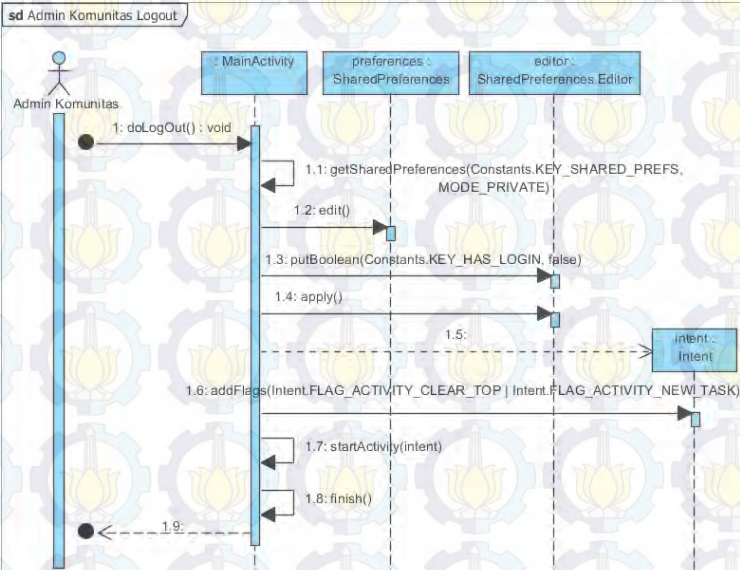 sd Admin Komunitas Logout
: MainActivity
preferences :
SharedPreferences
editor :
SharedPreferences.Editor
Admin Komunitas
1: doLogOut() : void
1.1: getSharedPreferences(Constants.KEY_SHARED_PREFS,
MODE_PRIVATE)
1.2: edit()
1.3: putBoolean(Constants.KEY_HAS_LOGIN, false)
1.4: apply()
1.5:
intent :
Intent
1.6: addFlags(Intent.FLAG_ACTIVITY_CLEAR_TOP | Intent.FLAG_ACTIVITY_NEW_TASK)
1.7: startActivity(intent)
1.8: finish()
1.9: